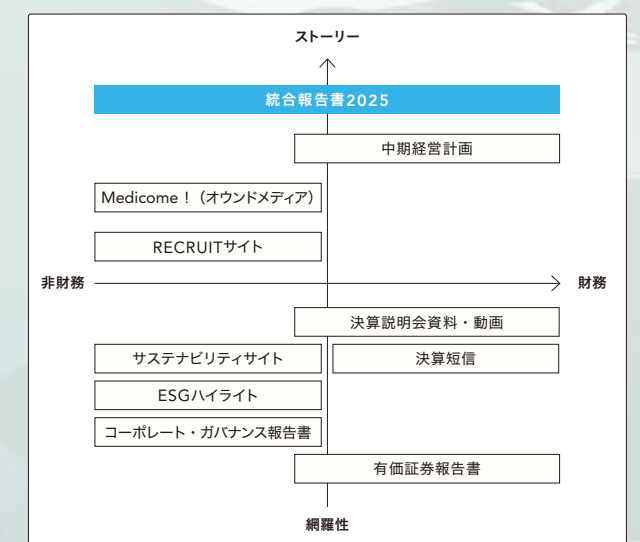 ストーリー
統合報告書2025
中期経営計画
Medicome！（オウンドメディア）
RECRUITサイト
非財務
財務
決算説明会資料・動画
サステナビリティサイト
決算短信
ESGハイライト
コーポレート・ガバナンス報告書
有価証券報告書
網羅性